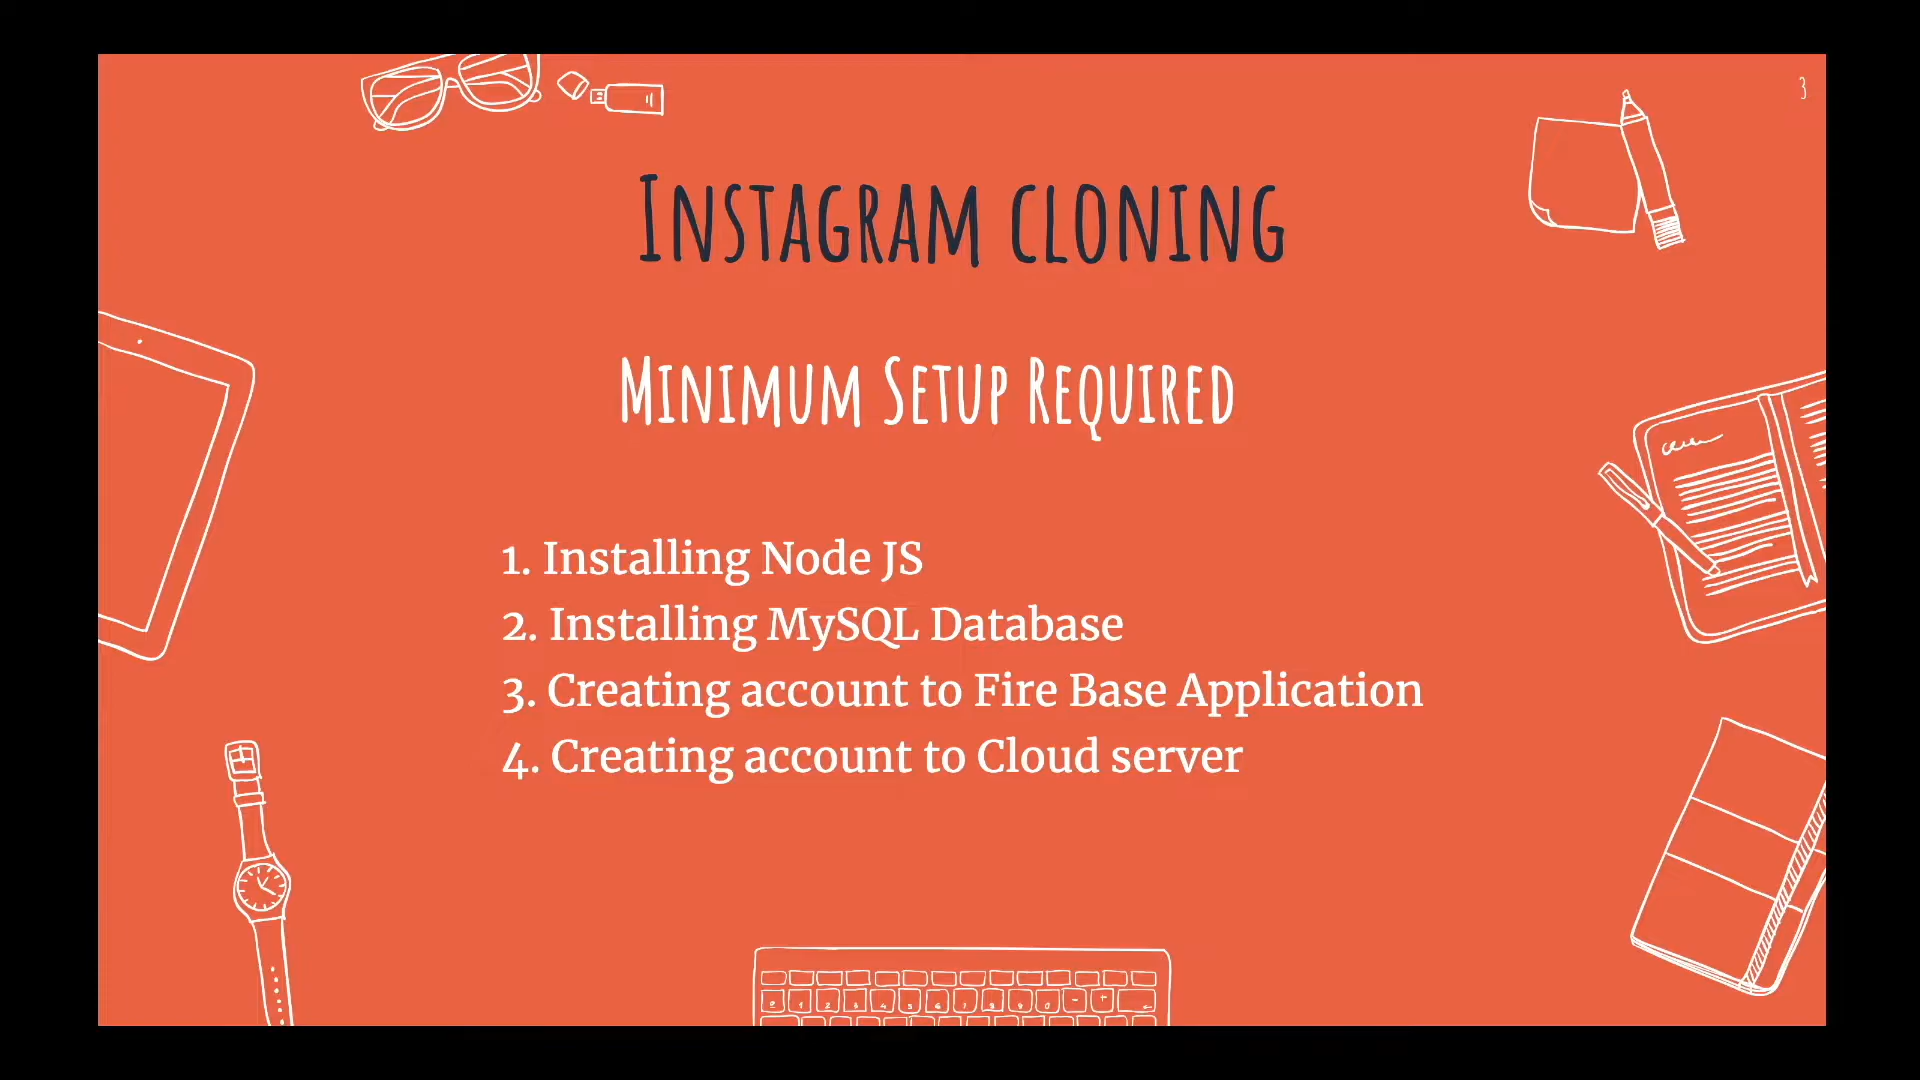 3
Instagram cloning
Minimum Setup Required
1. Installing Node JS
2. Installing MySQL Database
3. Creating account to Fire Base Application
4. Creating account to Cloud server